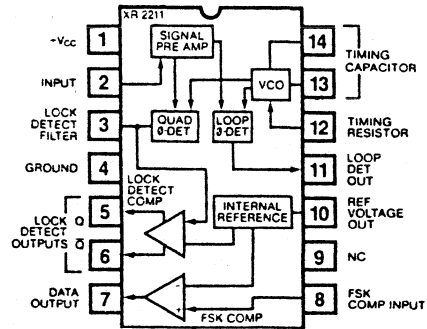 XR 2211
+Vcc
1
INPUT
2
LOCK
DETECT
FILTER
3
GROUND
4
LOCK
DETECT
OUTPUTS
Q
5
Q̅
6
DATA
OUTPUT
7
SIGNAL
PRE AMP
VCO
QUAD
Ø-DET
LOOP
Ø-DET
LOCK
DETECT
COMP
INTERNAL
REFERENCE
-
+
FSK COMP
14
13
TIMING
CAPACITOR
12
TIMING
RESISTOR
11
LOOP
DET
OUT
10
REF
VOLTAGE
OUT
9
NC
8
FSK
COMP INPUT